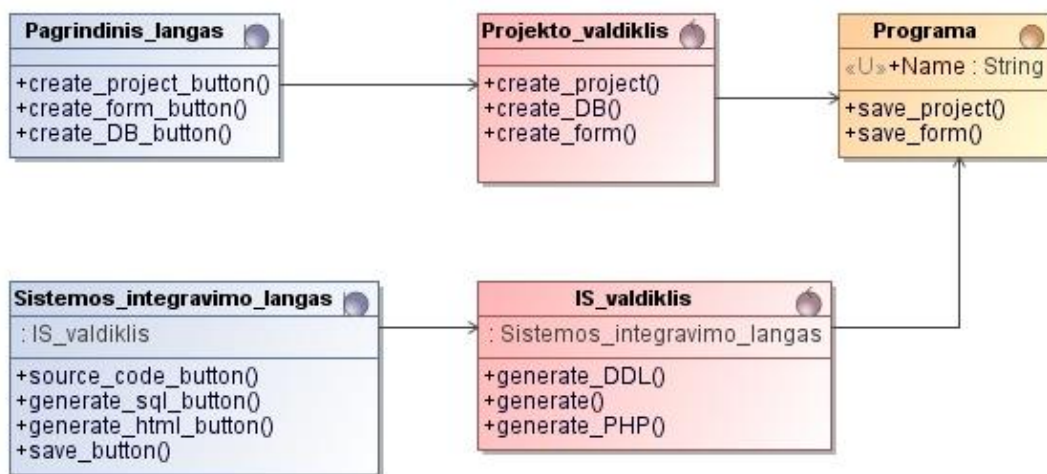 Pagrindinis_langas
+create_project_button()
+create_form_button()
+create_DB_button()
Projekto_valdiklis
+create_project()
+create_DB()
+create_form()
Programa
«U»+Name : String
+save_project()
+save_form()
Sistemos_integravimo_langas
: IS_valdiklis
+source_code_button()
+generate_sql_button()
+generate_html_button()
+save_button()
IS_valdiklis
: Sistemos_integravimo_langas
+generate_DDL()
+generate()
+generate_PHP()